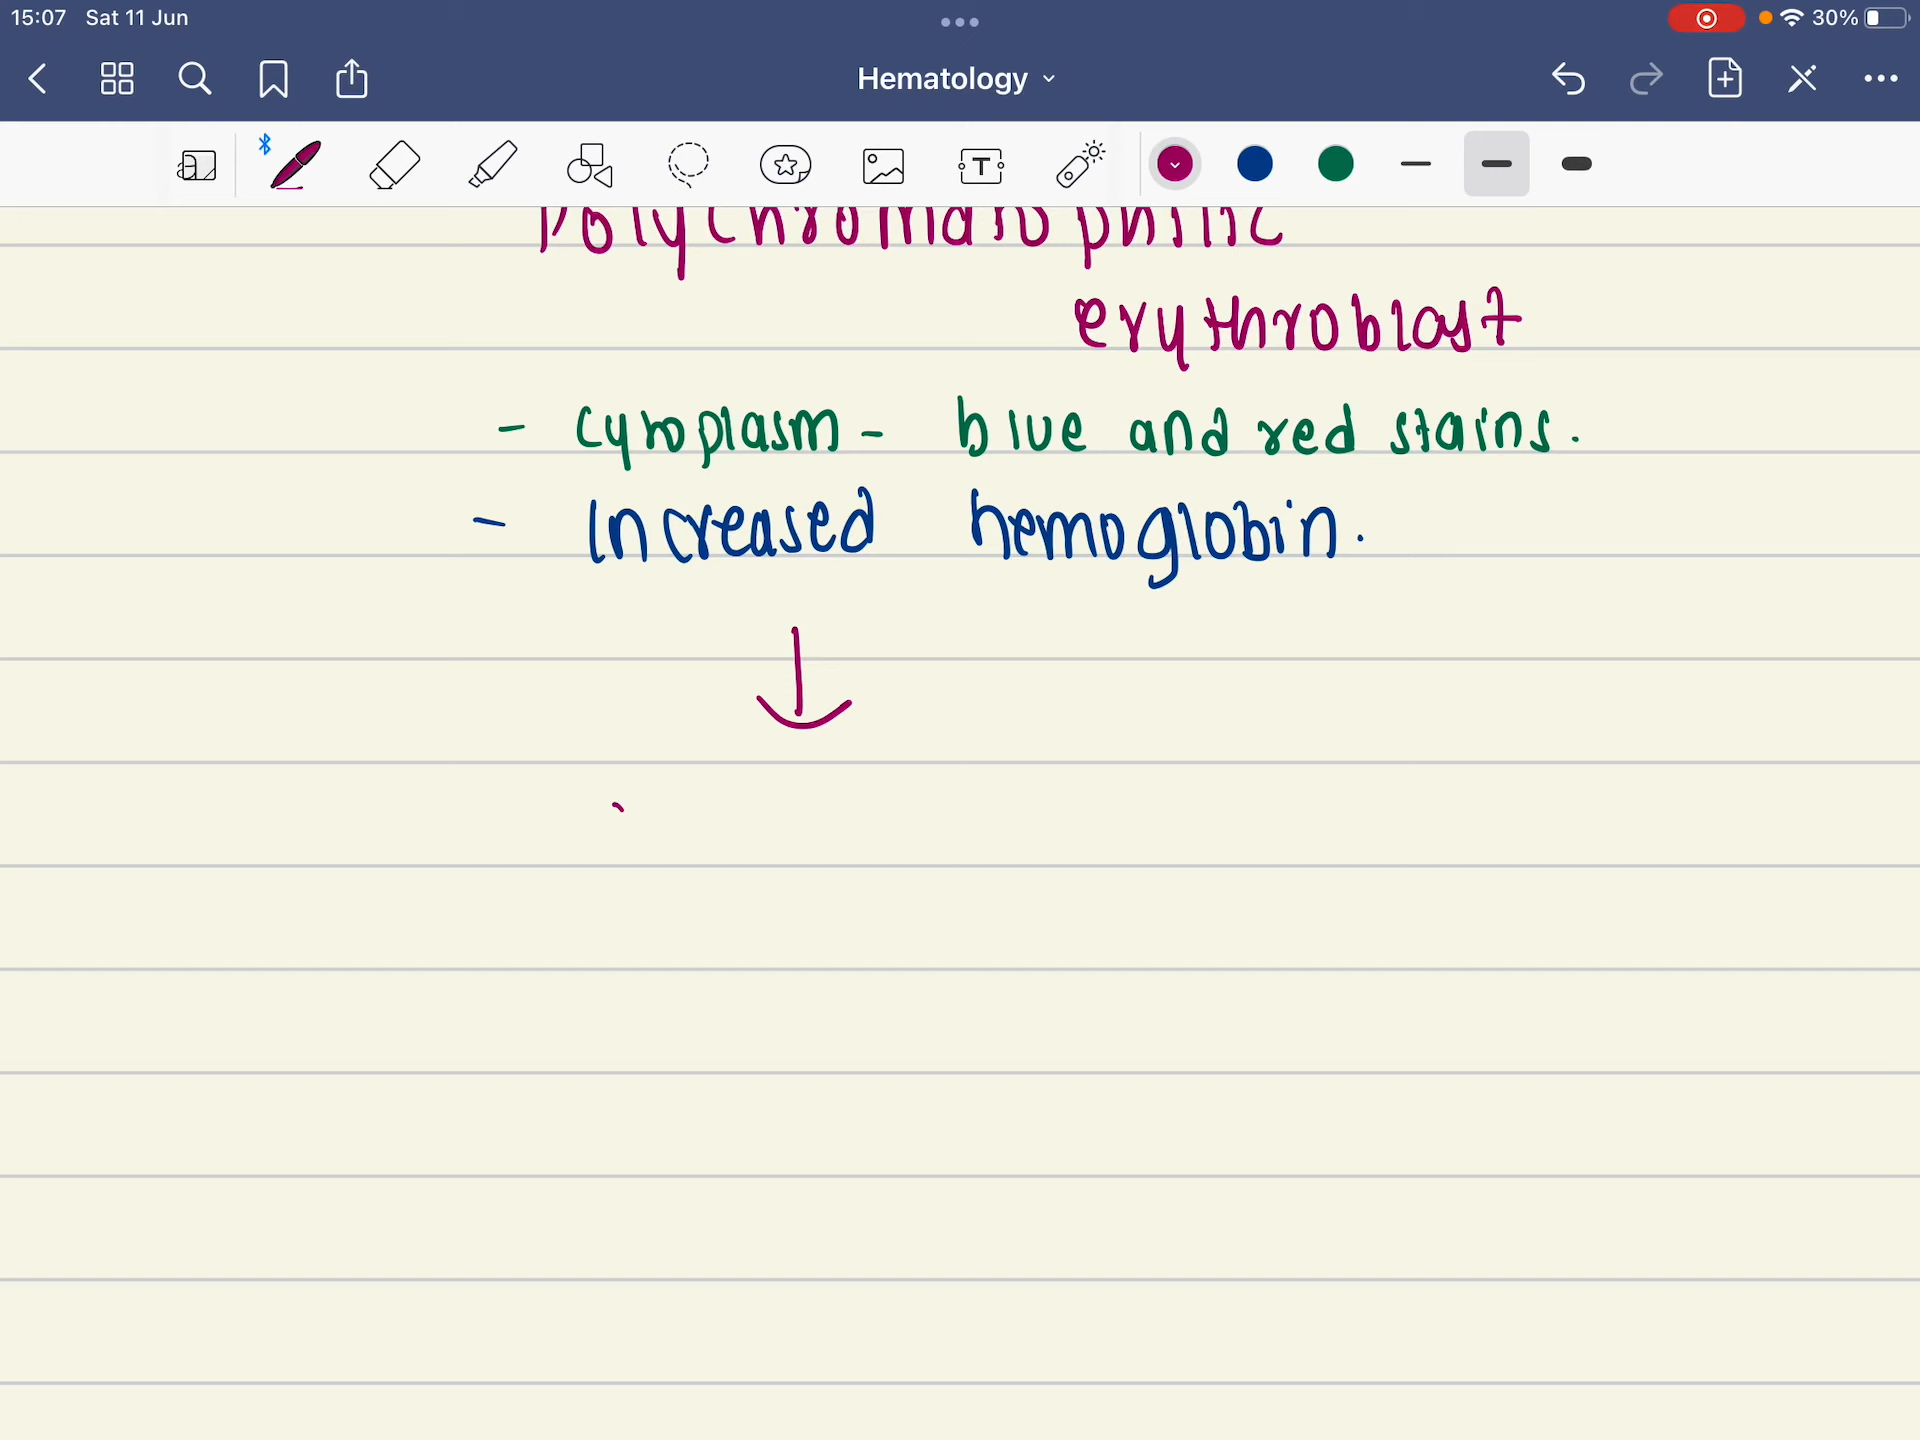 15:07 Sat 11 Jun
30%
Hematology
T
Polychromatophilic
erythroblast
- cytoplasm - blue and red stains.
- Increased hemoglobin.